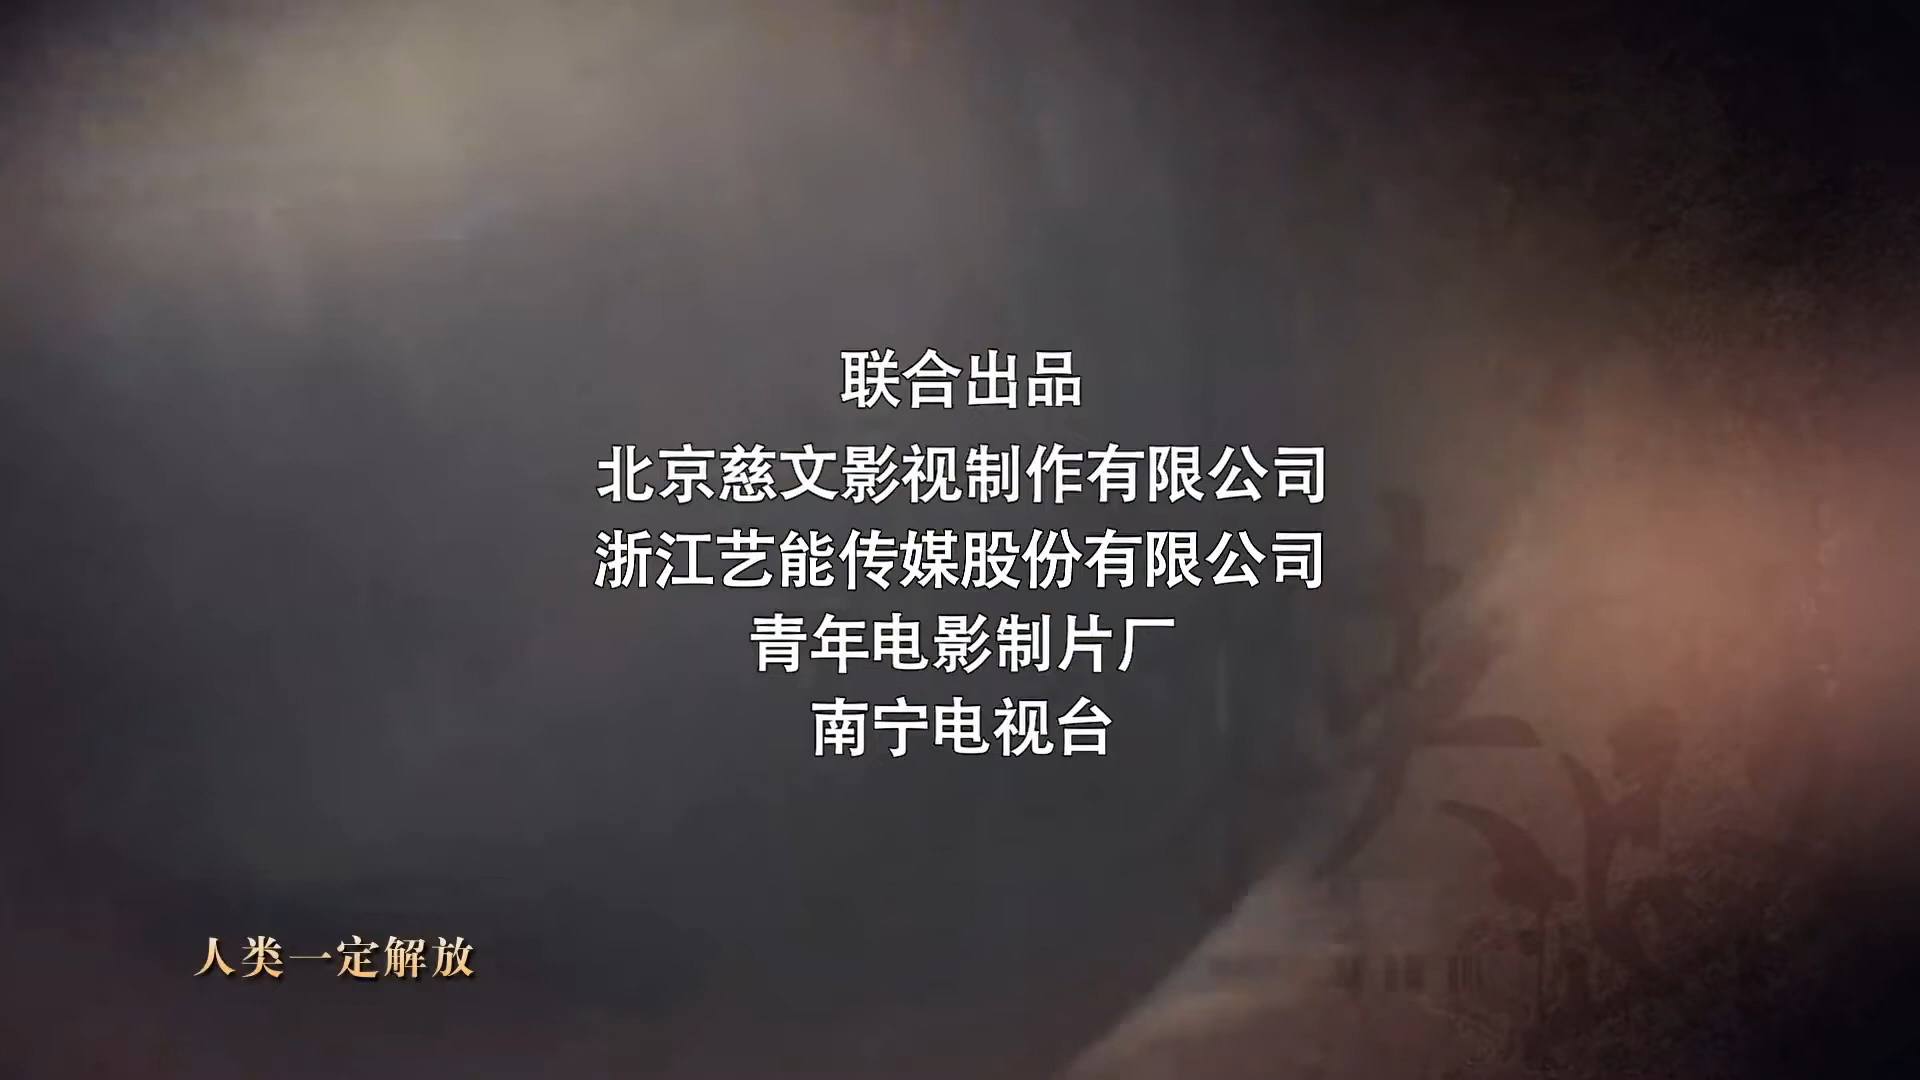 联合出品
北京慈文影视制作有限公司
浙江艺能传媒股份有限公司
青年电影制片厂
南宁电视台
人类一定解放